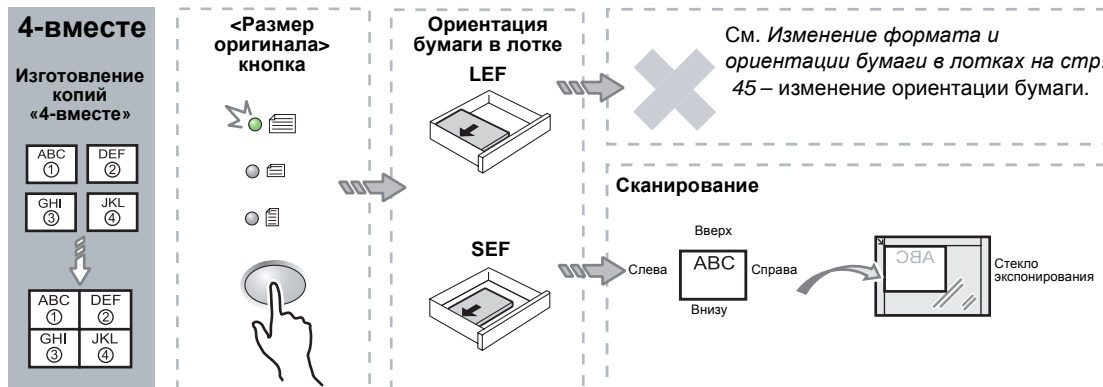 4-вместе
Изготовление
копий
«4-вместе»
ABC
①
DEF
②
GHI
③
JKL
④
ABC
①
DEF
②
GHI
③
JKL
④
<Размер
оригинала>
кнопка
Ориентация
бумаги в лотке
LEF
SEF
См. Изменение формата и
ориентации бумаги в лотках на стр.
45 – изменение ориентации бумаги.
Сканирование
Вверх
Слева
ABC
Справа
Внизу
ABC
Стекло
экспонирования